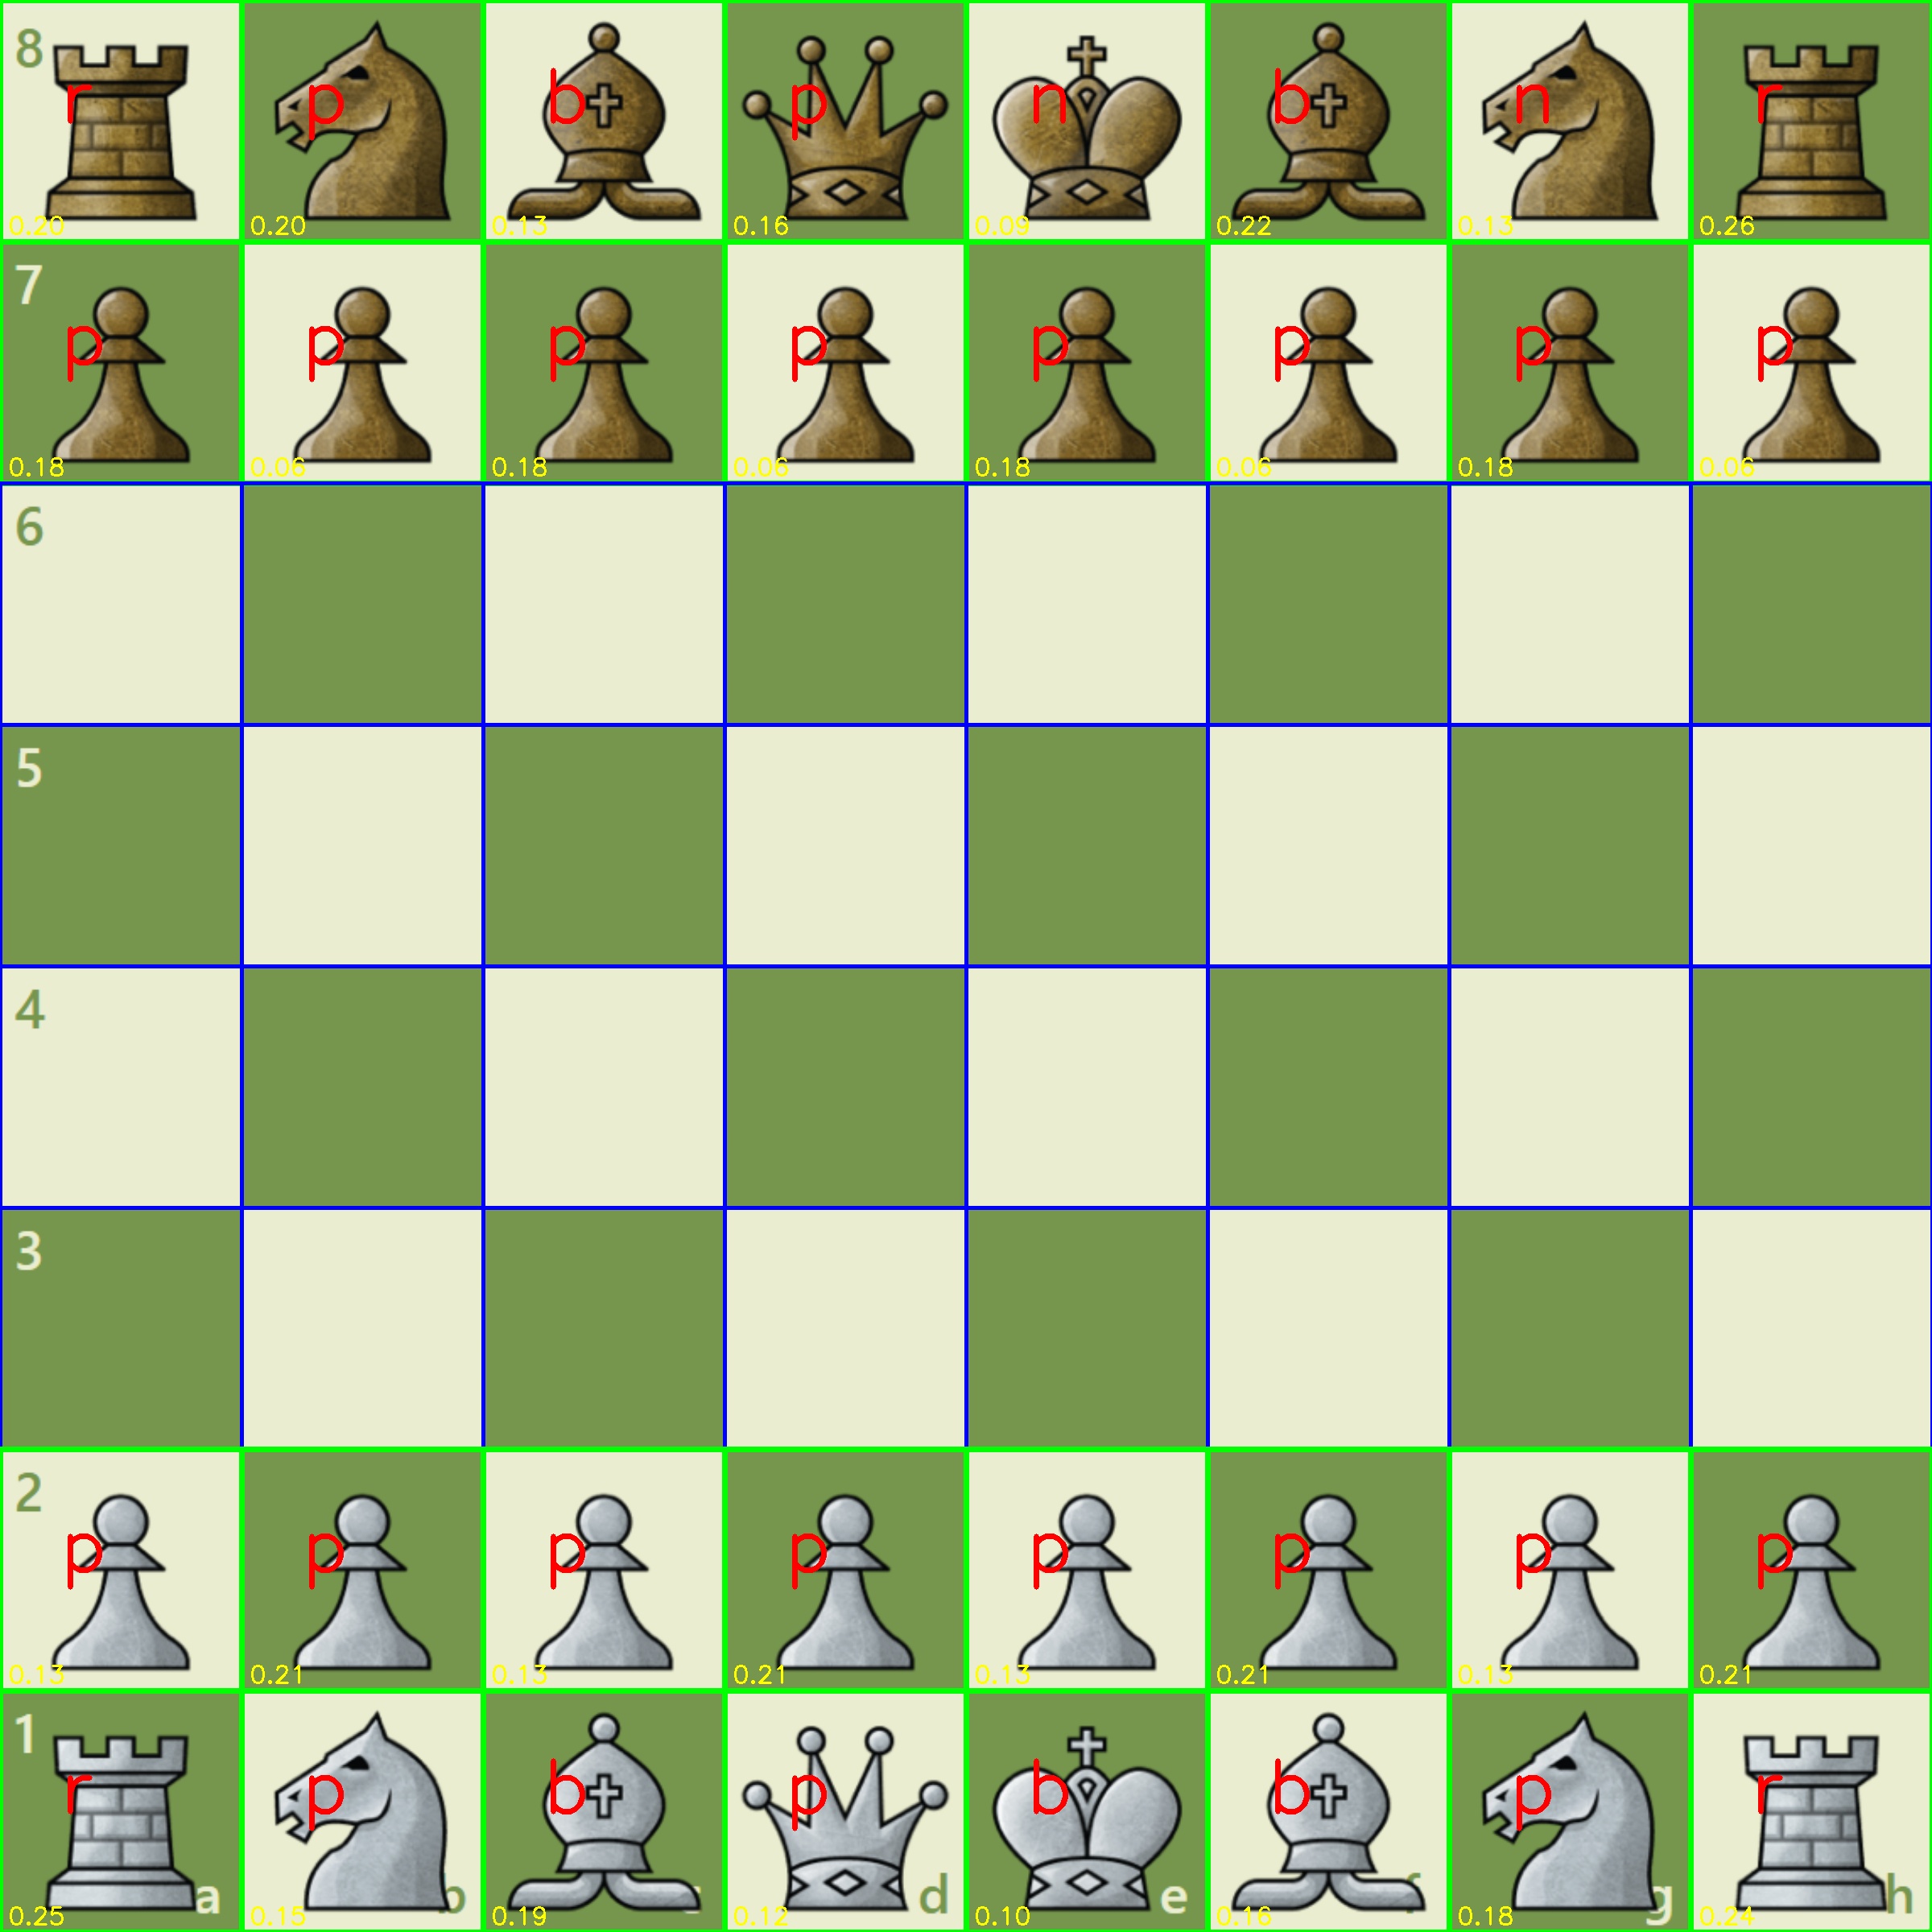 8
r p b p n b n r
0.20 0.20 0.13 0.16 0.09 0.22 0.13 0.26
7
p p p p p p p p
0.18 0.06 0.18 0.06 0.18 0.06 0.18 0.06
6
5
4
3
2
p p p p p p p p
0.13 0.21 0.13 0.21 0.13 0.21 0.13 0.21
1
r p b p b b p r
a b c d e f g h
0.25 0.15 0.19 0.12 0.10 0.16 0.18 0.24